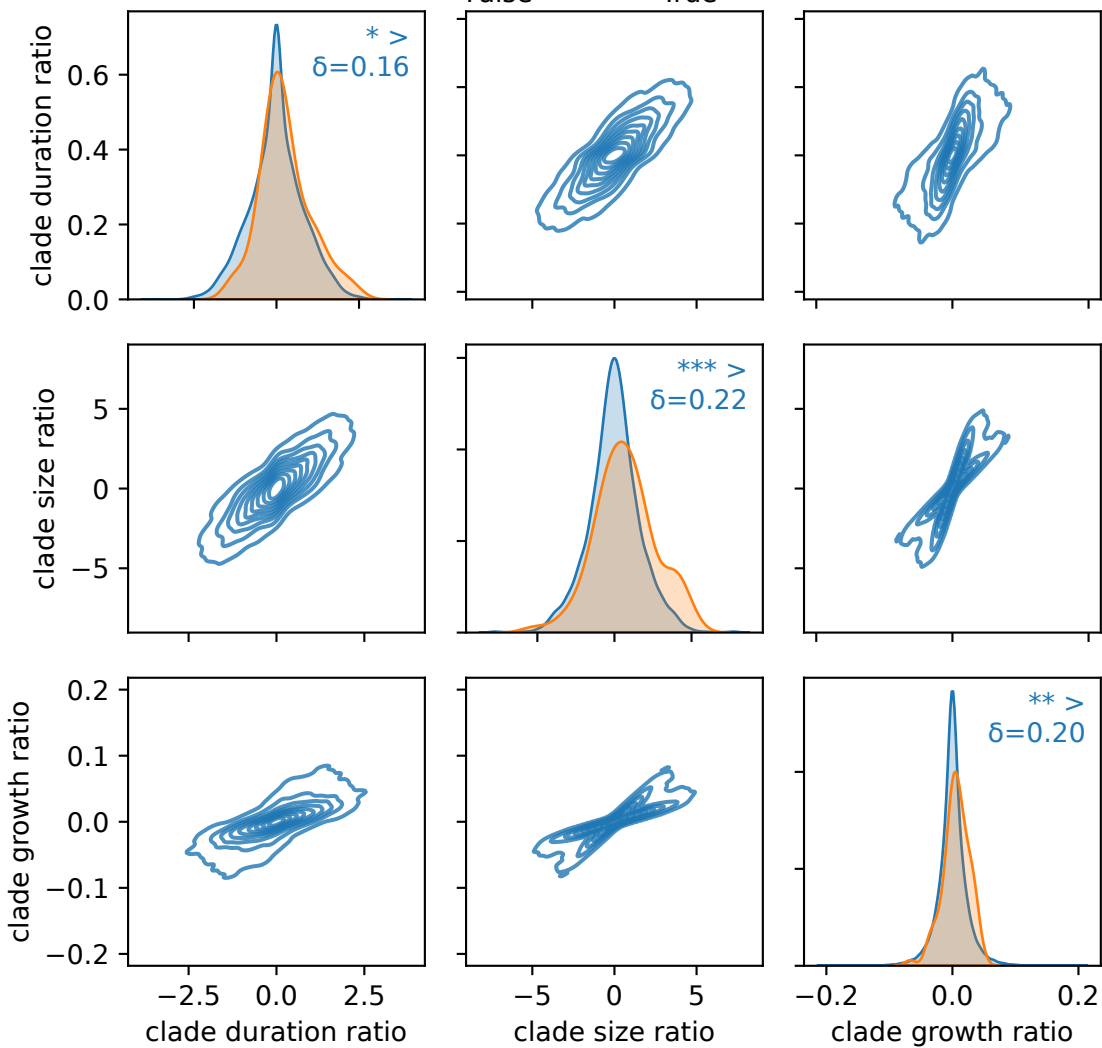 False True
clade duration ratio
0.6
0.4
0.2
0.0
* >
δ=0.16
clade size ratio
5
0
−5
*** >
δ=0.22
clade growth ratio
0.2
0.1
0.0
−0.1
−0.2
** >
δ=0.20
−2.5 0.0 2.5
−5 0 5
−0.2 0.0 0.2
clade duration ratio
clade size ratio
clade growth ratio